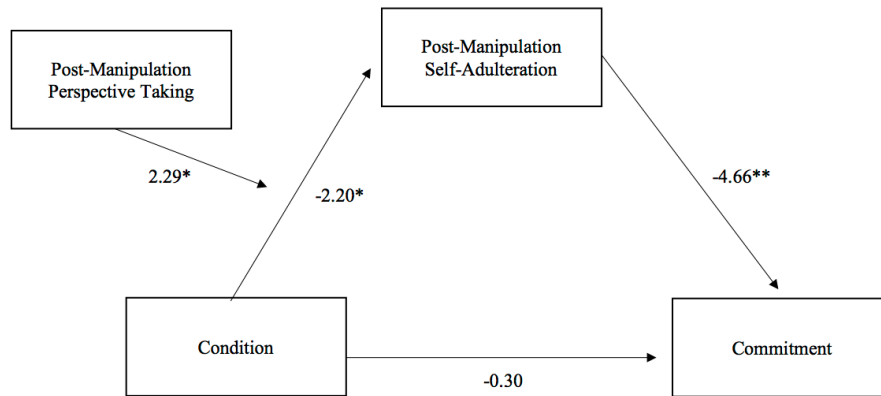 Post-Manipulation
Perspective Taking
Post-Manipulation
Self-Adulteration
2.29*
-2.20*
-4.66**
Condition
-0.30
Commitment